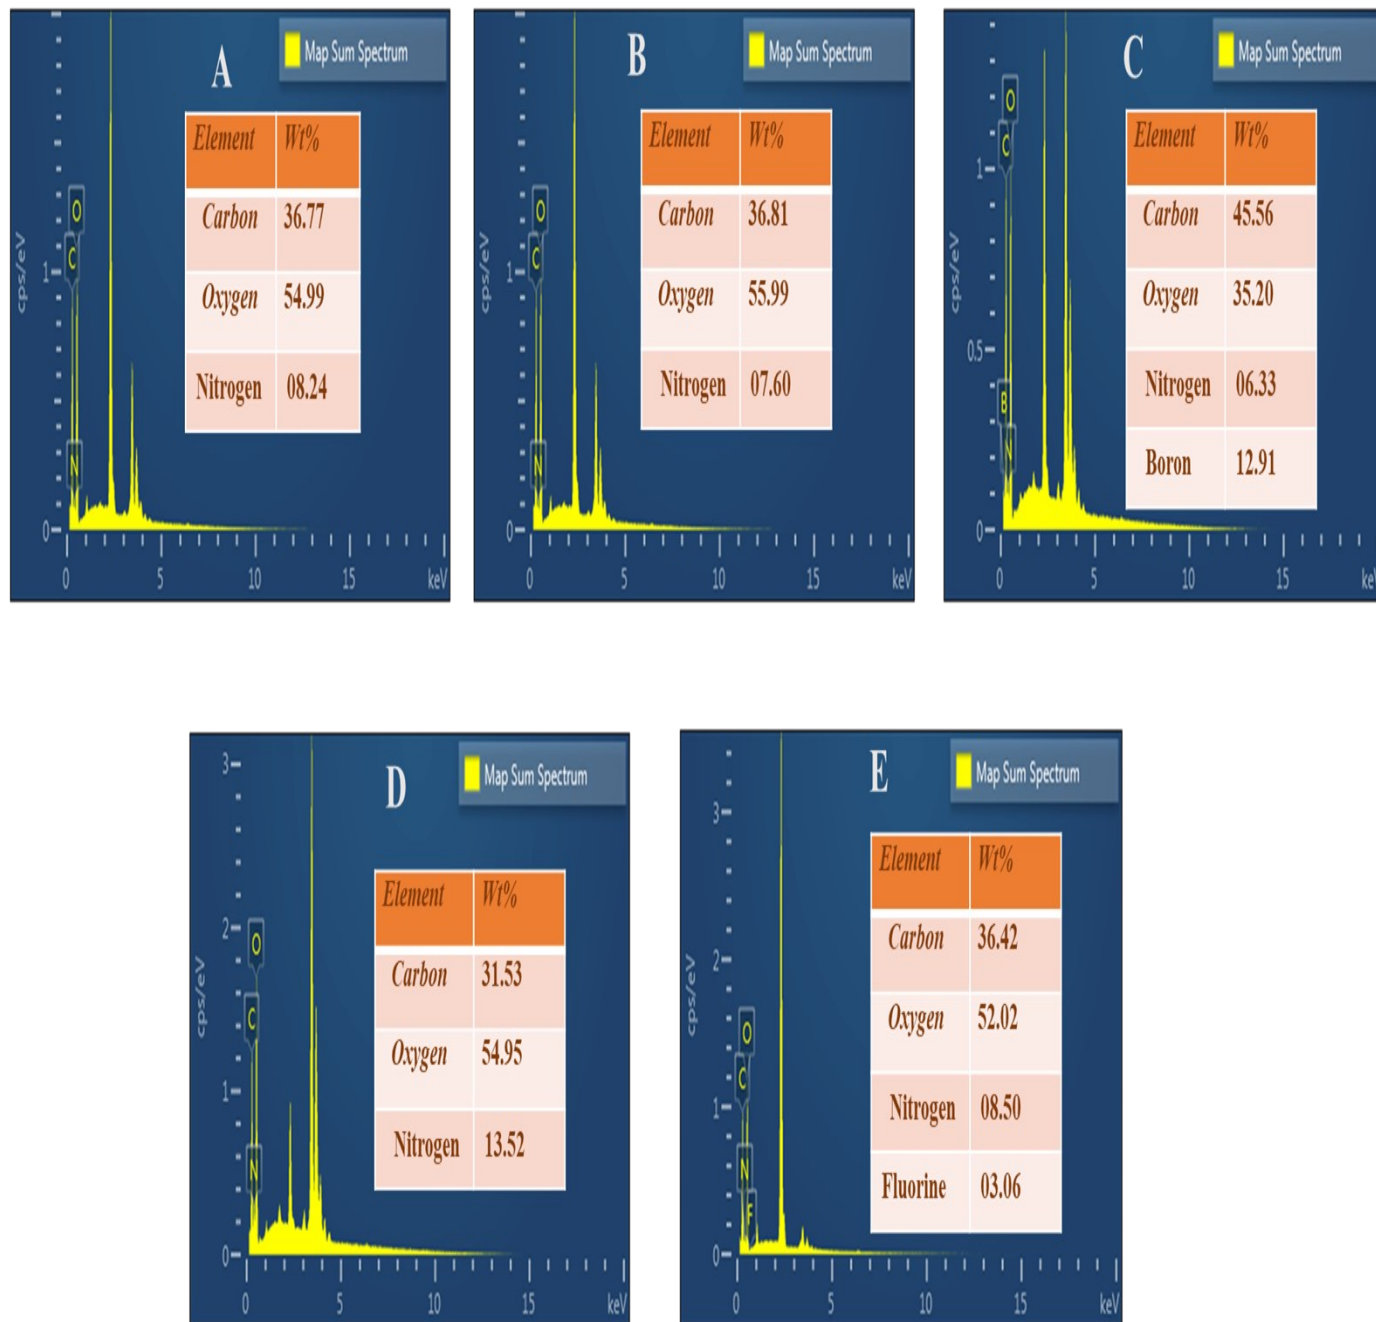 A
Map Sum Spectrum
Element Wt%
Carbon 36.77
Oxygen 54.99
Nitrogen 08.24
O
C
N
cps/eV
1
0
0 5 10 15 keV
B
Map Sum Spectrum
Element Wt%
Carbon 36.81
Oxygen 55.99
Nitrogen 07.60
O
C
N
cps/eV
1
0
0 5 10 15 keV
C
Map Sum Spectrum
Element Wt%
Carbon 45.56
Oxygen 35.20
Nitrogen 06.33
Boron 12.91
O
C
B
N
cps/eV
1
0.5
0
0 5 10 15 ke
D
Map Sum Spectrum
Element Wt%
Carbon 31.53
Oxygen 54.95
Nitrogen 13.52
O
C
N
cps/eV
3
2
1
0
0 5 10 15 keV
E
Map Sum Spectrum
Element Wt%
Carbon 36.42
Oxygen 52.02
Nitrogen 08.50
Fluorine 03.06
O
C
N
F
cps/eV
3
2
1
0
0 5 10 15 keV